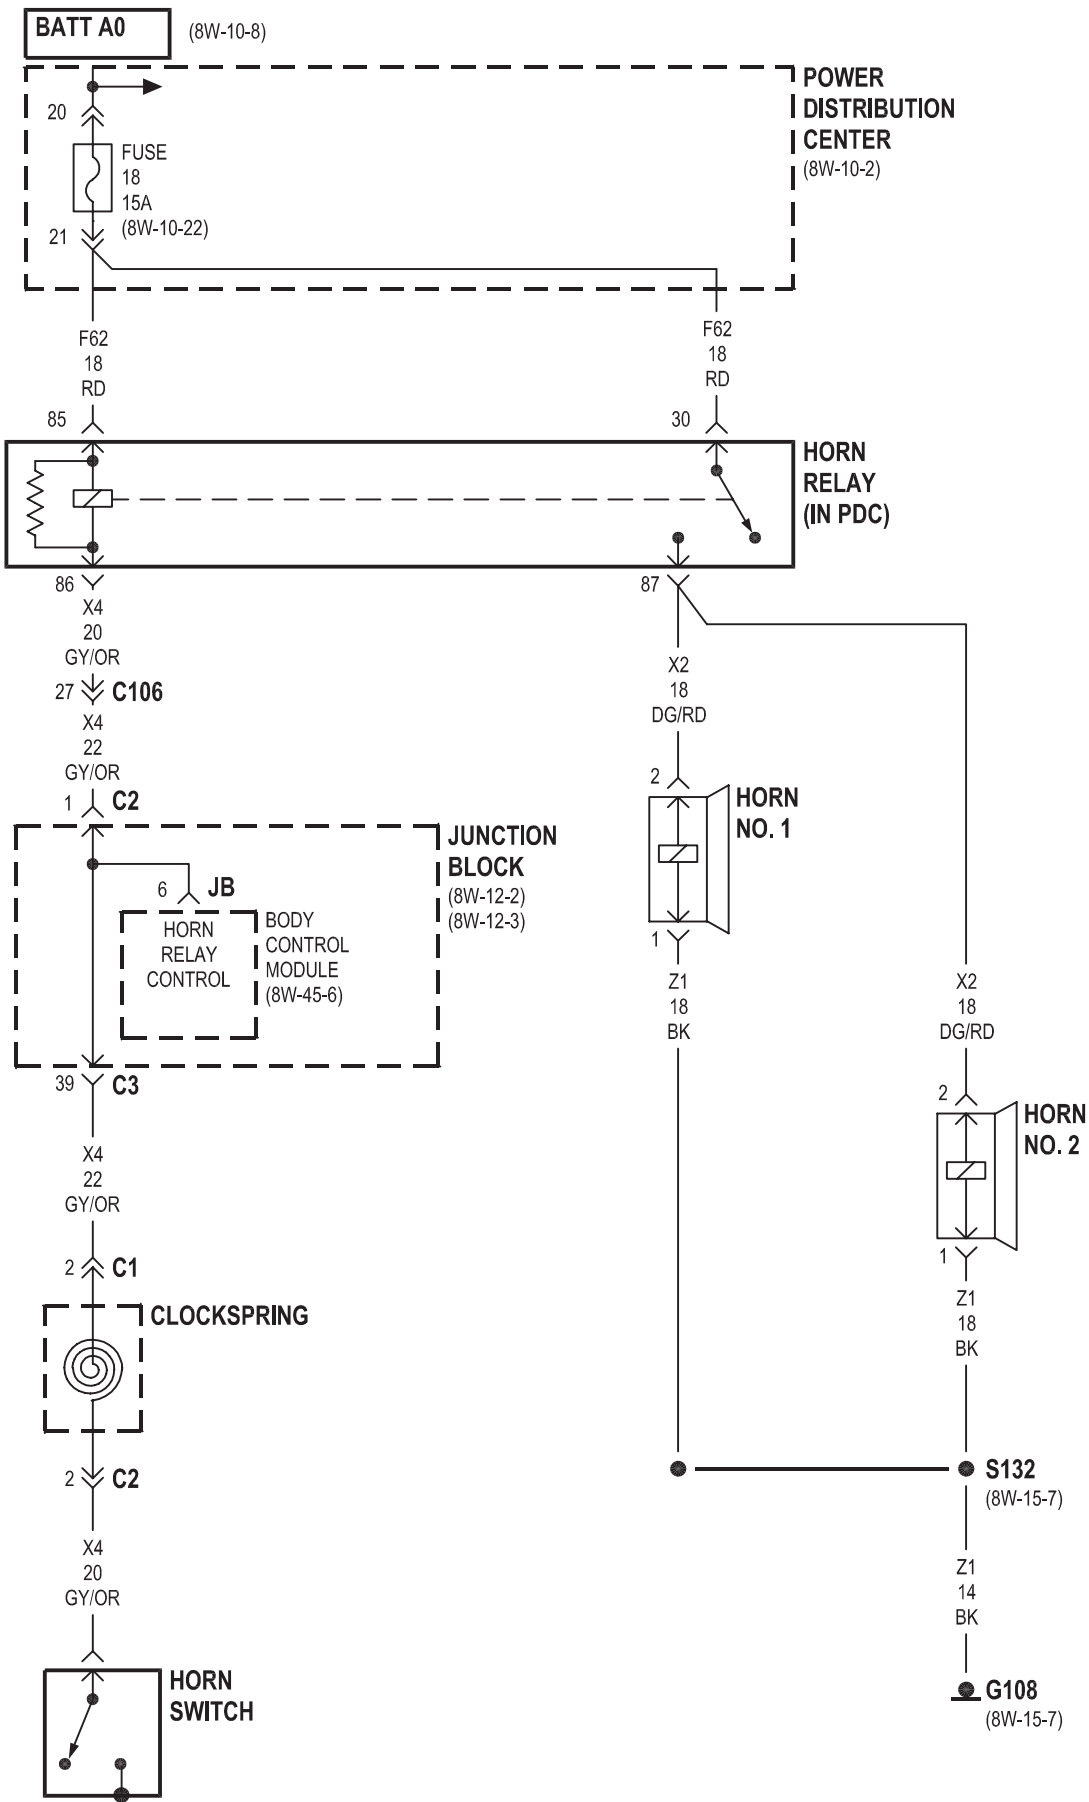 BATT A0
(8W-10-8)
POWER
DISTRIBUTION
CENTER
(8W-10-2)
20
FUSE
18
15A
(8W-10-22)
21
F62
18
RD
F62
18
RD
85
30
HORN
RELAY
(IN PDC)
86
87
X4
20
GY/OR
27
C106
X4
22
GY/OR
X2
18
DG/RD
1
C2
2
HORN
NO. 1
JUNCTION
BLOCK
(8W-12-2)
(8W-12-3)
6
JB
HORN
RELAY
CONTROL
BODY
CONTROL
MODULE
(8W-45-6)
1
Z1
18
BK
X2
18
DG/RD
39
C3
2
HORN
NO. 2
X4
22
GY/OR
1
2
C1
CLOCKSPRING
Z1
18
BK
2
C2
S132
(8W-15-7)
X4
20
GY/OR
Z1
14
BK
HORN
SWITCH
G108
(8W-15-7)